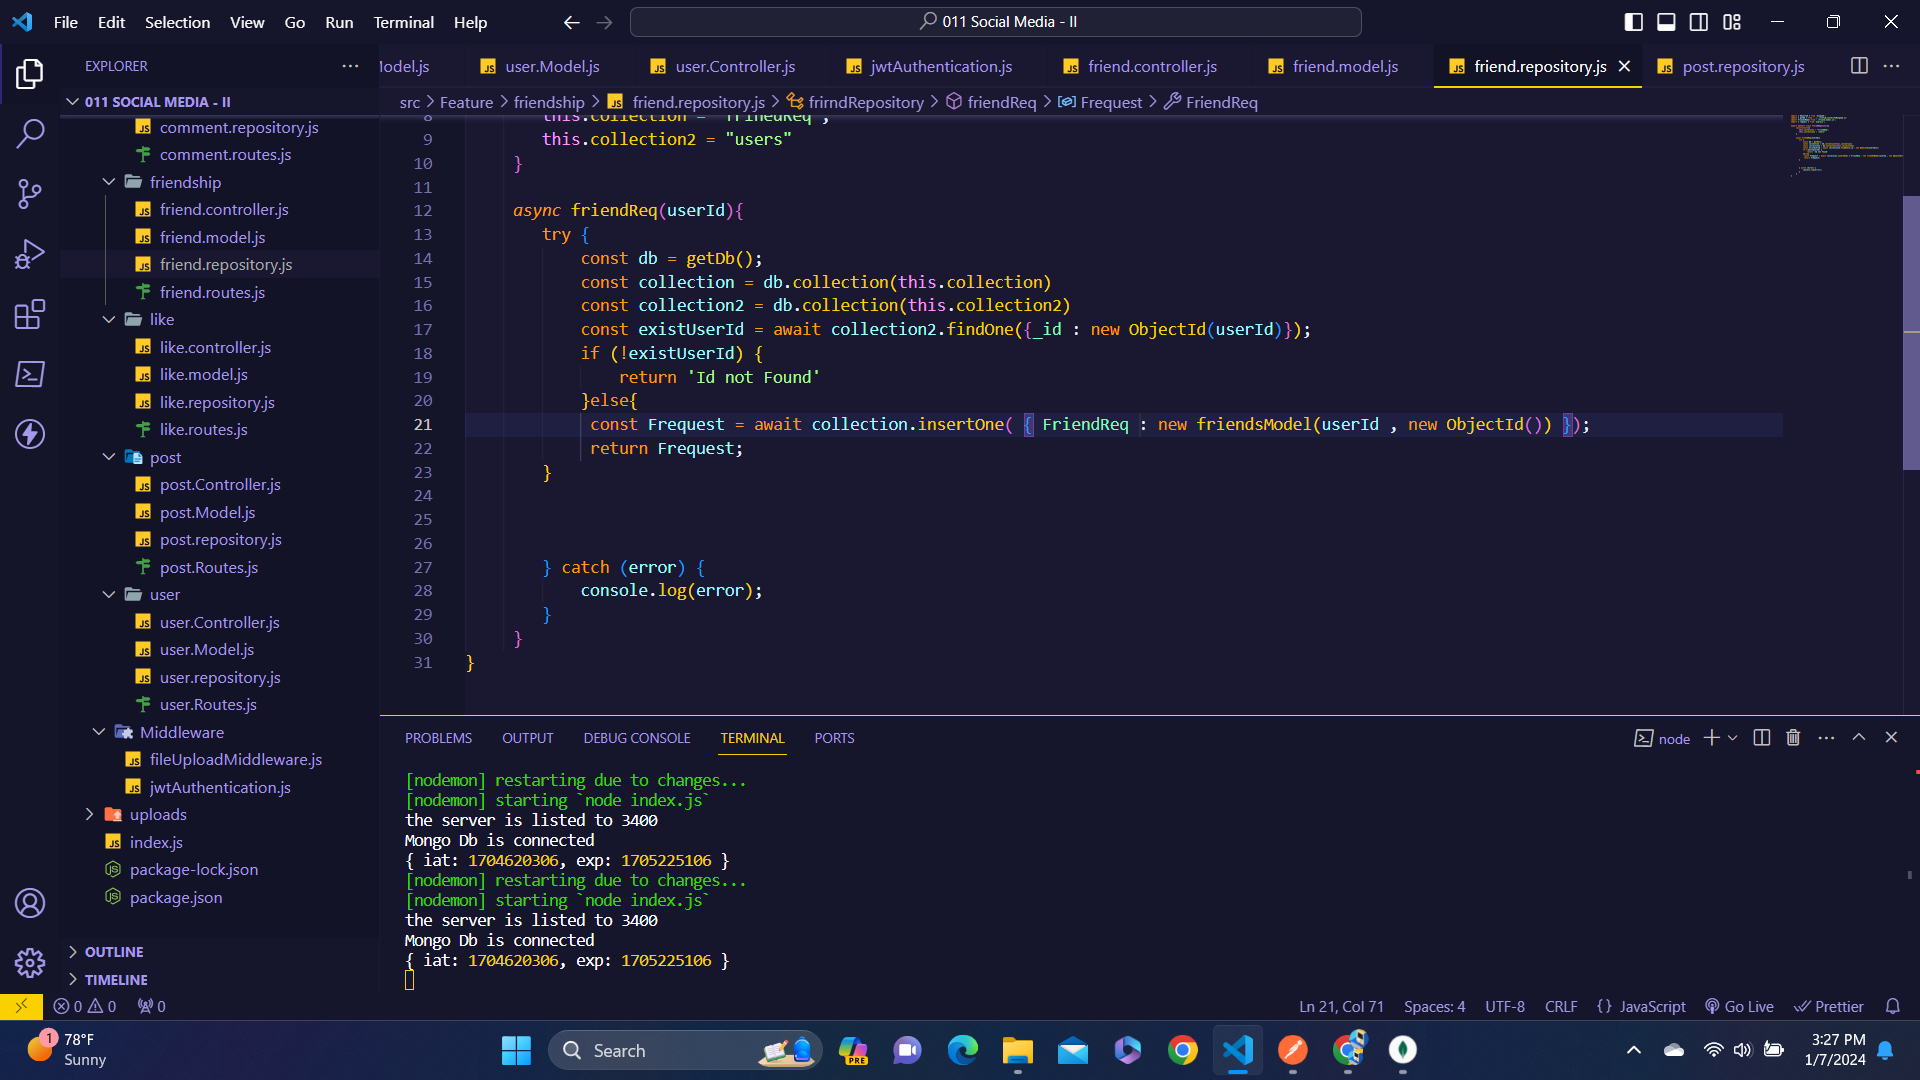 File Edit Selection View Go Run Terminal Help
011 Social Media - II
EXPLORER
Model.js
user.Model.js
user.Controller.js
jwtAuthentication.js
friend.controller.js
friend.model.js
friend.repository.js
post.repository.js
011 SOCIAL MEDIA - II
comment.repository.js
comment.routes.js
friendship
friend.controller.js
friend.model.js
friend.repository.js
friend.routes.js
like
like.controller.js
like.model.js
like.repository.js
like.routes.js
post
post.Controller.js
post.Model.js
post.repository.js
post.Routes.js
user
user.Controller.js
user.Model.js
user.repository.js
user.Routes.js
Middleware
fileUploadMiddleware.js
jwtAuthentication.js
uploads
index.js
package-lock.json
package.json
OUTLINE
TIMELINE
src > Feature > friendship > friend.repository.js > frirndRepository > friendReq > Frequest > FriendReq
8 this.collection = "frineuReq";
9 this.collection2 = "users"
10 }
11
12 async friendReq(userId){
13 try {
14 const db = getDb();
15 const collection = db.collection(this.collection)
16 const collection2 = db.collection(this.collection2)
17 const existUserId = await collection2.findOne({_id : new ObjectId(userId)});
18 if (!existUserId) {
19 return 'Id not Found'
20 }else{
21 const Frequest = await collection.insertOne( { FriendReq : new friendsModel(userId , new ObjectId()) });
22 return Frequest;
23 }
24
25
26
27 } catch (error) {
28 console.log(error);
29 }
30 }
31 }
PROBLEMS OUTPUT DEBUG CONSOLE TERMINAL PORTS
node
[nodemon] restarting due to changes...
[nodemon] starting `node index.js`
the server is listed to 3400
Mongo Db is connected
{ iat: 1704620306, exp: 1705225106 }
[nodemon] restarting due to changes...
[nodemon] starting `node index.js`
the server is listed to 3400
Mongo Db is connected
{ iat: 1704620306, exp: 1705225106 }
0 0 0
Ln 21, Col 71 Spaces: 4 UTF-8 CRLF {} JavaScript Go Live Prettier
1
78°F
Sunny
Search
PRE
3:27 PM
1/7/2024